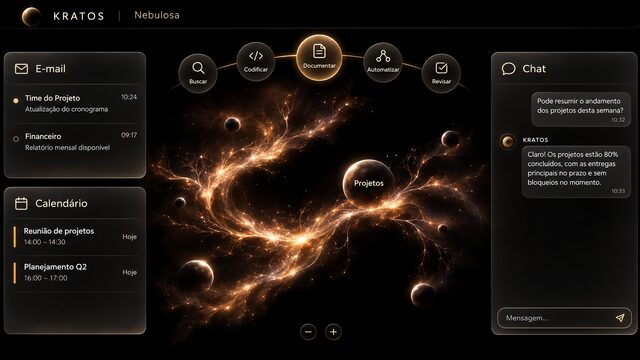 KRATOS | Nebulosa
Buscar
Codificar
Documentar
Automatizar
Revisar
E-mail
Time do Projeto 10:24
Atualização do cronograma
Financeiro 09:17
Relatório mensal disponível
Calendário
Reunião de projetos
14:00 – 14:30 Hoje
Planejamento Q2
16:00 – 17:00 Hoje
Projetos
Chat
Pode resumir o andamento
dos projetos desta semana?
10:32
KRATOS
Claro! Os projetos estão 80%
concluídos, com as entregas
principais no prazo e sem
bloqueios no momento.
10:33
Mensagem...